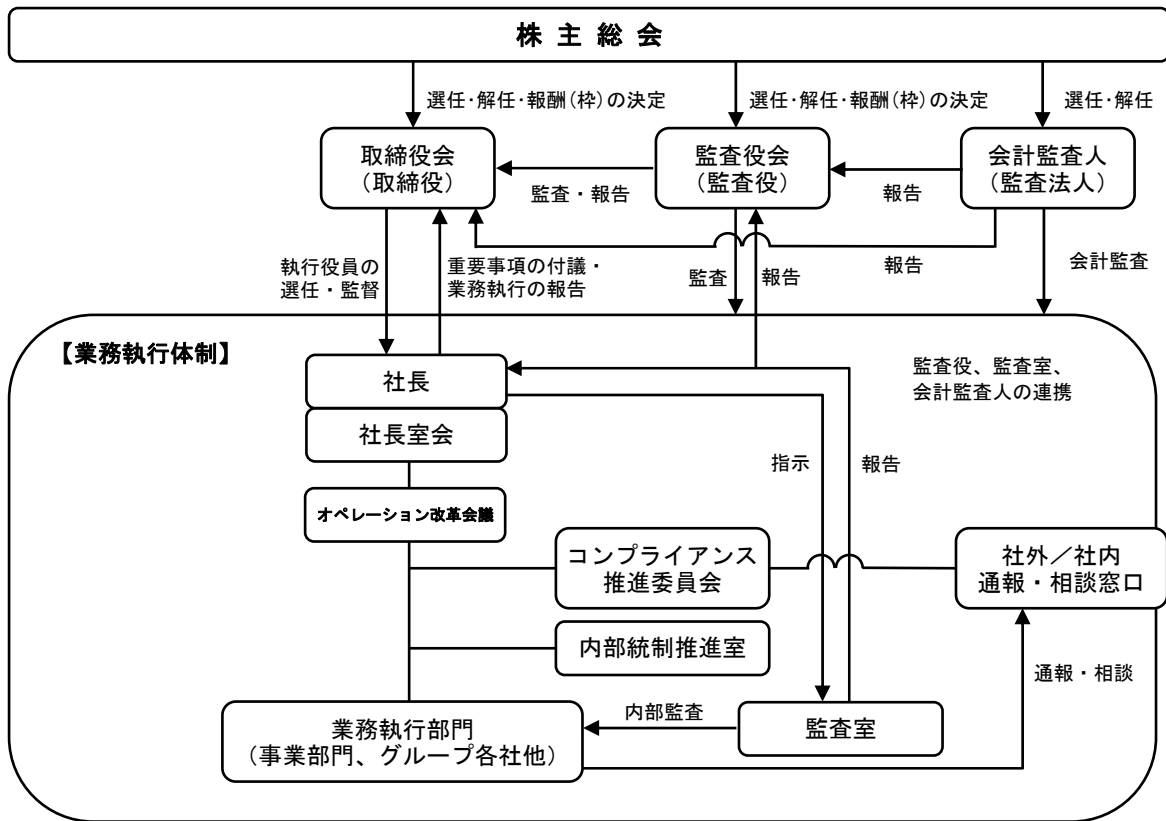 株主総会
選任・解任・報酬(枠)の決定
選任・解任・報酬(枠)の決定
選任・解任
取締役会
(取締役)
監査役会
(監査役)
会計監査人
(監査法人)
監査・報告
報告
執行役員の
選任・監督
重要事項の付議・
業務執行の報告
監査
報告
報告
会計監査
【業務執行体制】
社長
監査役、監査室、
会計監査人の連携
社長室会
指示
報告
オペレーション改革会議
コンプライアンス
推進委員会
社外/社内
通報・相談窓口
内部統制推進室
通報・相談
業務執行部門
(事業部門、グループ各社他)
内部監査
監査室